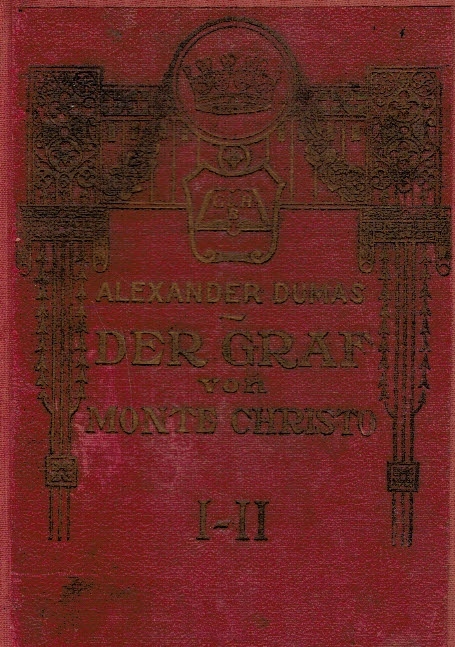 ALEXANDER DUMAS
DER GRAF
von
MONTE CHRISTO
I-II